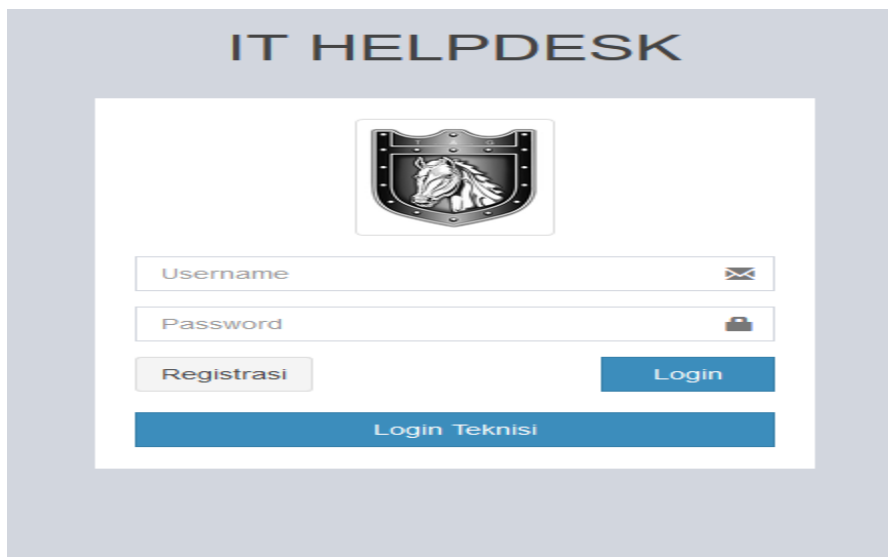 IT HELPDESK
T A G
Username
Password
Registrasi
Login
Login Teknisi